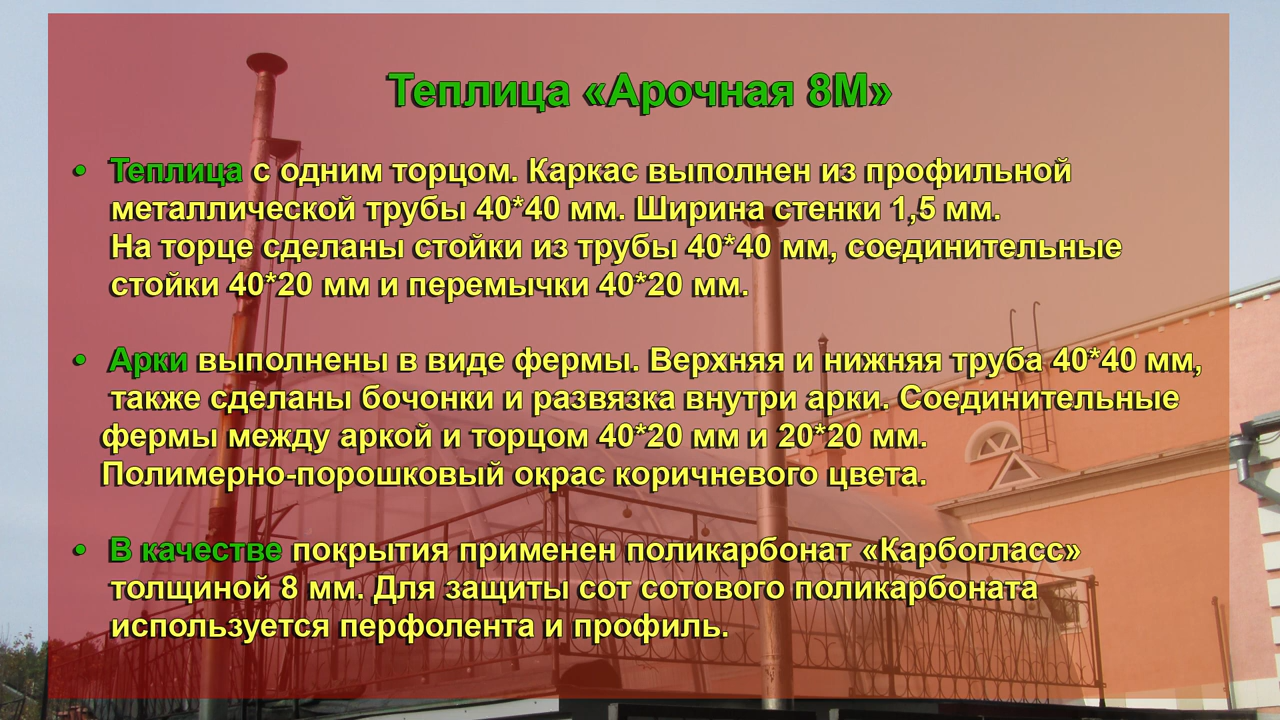 Теплица «Арочная 8М»
• Теплица с одним торцом. Каркас выполнен из профильной
металлической трубы 40*40 мм. Ширина стенки 1,5 мм.
На торце сделаны стойки из трубы 40*40 мм, соединительные
стойки 40*20 мм и перемычки 40*20 мм.
• Арки выполнены в виде фермы. Верхняя и нижняя труба 40*40 мм,
также сделаны бочонки и развязка внутри арки. Соединительные
фермы между аркой и торцом 40*20 мм и 20*20 мм.
Полимерно-порошковый окрас коричневого цвета.
• В качестве покрытия применен поликарбонат «Карбогласс»
толщиной 8 мм. Для защиты сот сотового поликарбоната
используется перфолента и профиль.